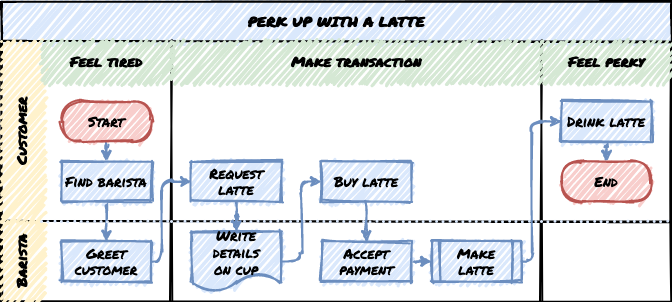 PERK UP WITH A LATTE
FEEL TIRED
MAKE TRANSACTION
FEEL PERKY
CUSTOMER
START
DRINK LATTE
FIND BARISTA
REQUEST
LATTE
BUY LATTE
END
BARISTA
GREET
CUSTOMER
WRITE
DETAILS
ON CUP
ACCEPT
PAYMENT
MAKE
LATTE